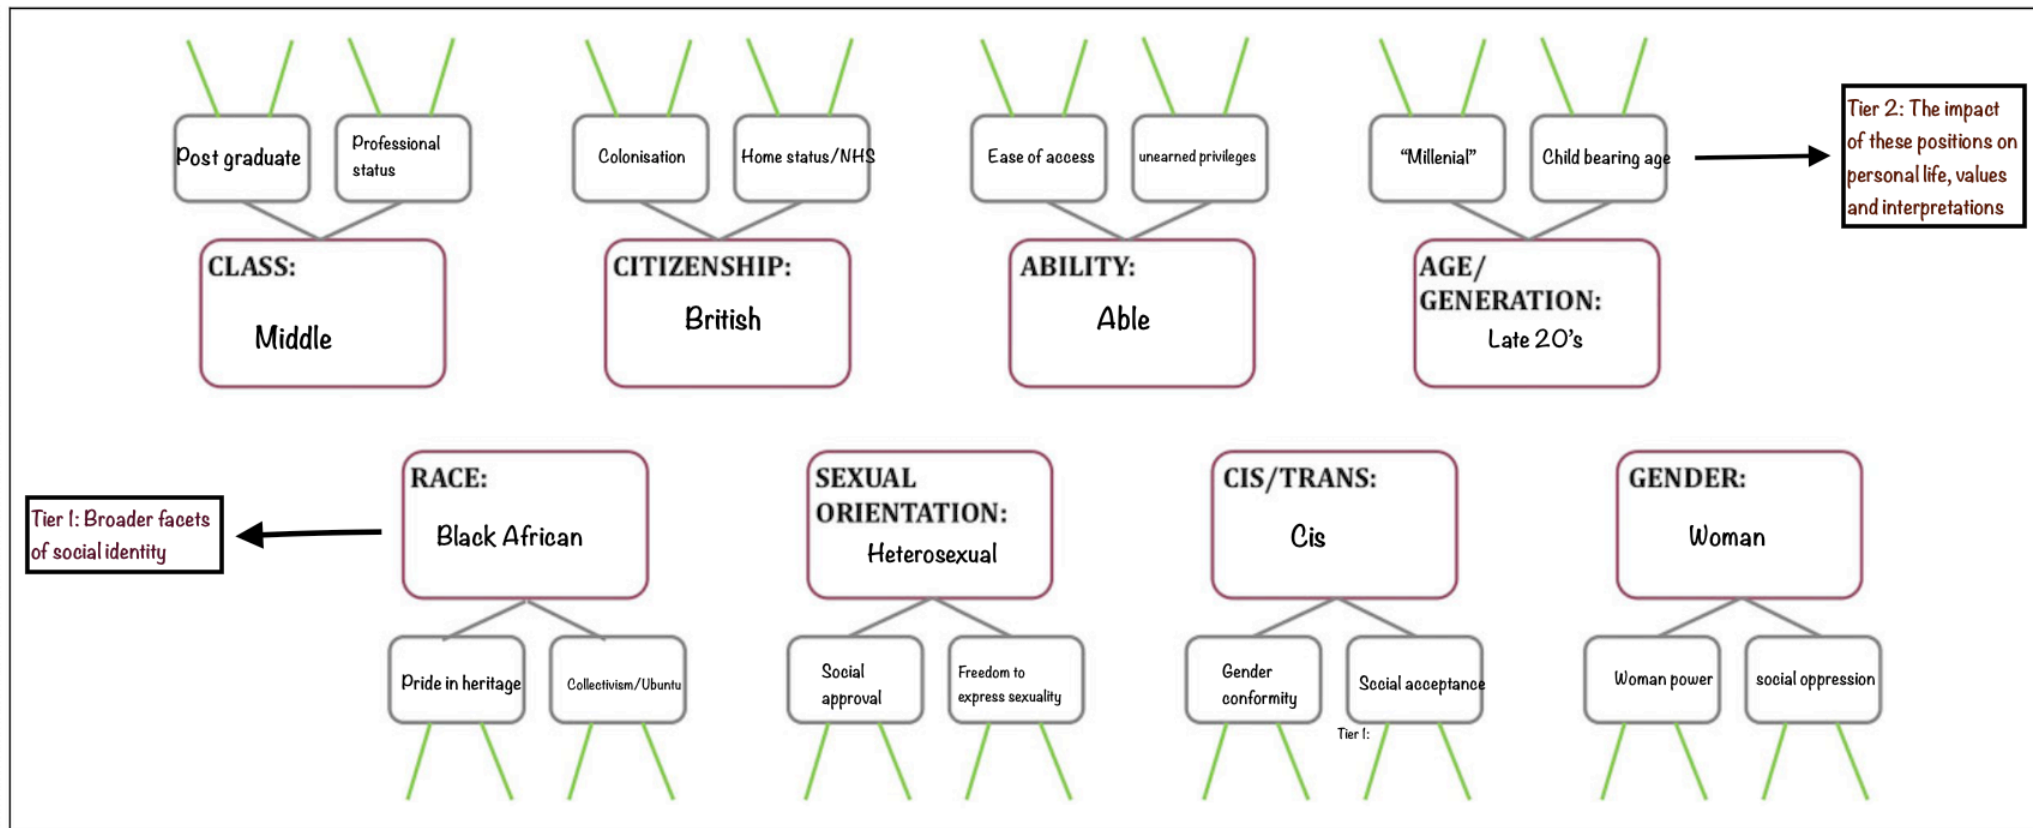 Post graduate
Professional
status
Colonisation
Home status/NHS
Ease of access
unearned privileges
“Millenial”
Child bearing age
Tier 2: The impact
of these positions on
personal life, values
and interpretations
CLASS:
Middle
CITIZENSHIP:
British
ABILITY:
Able
AGE/
GENERATION:
Late 20's
Tier 1: Broader facets
of social identity
RACE:
Black African
SEXUAL
ORIENTATION:
Heterosexual
CIS/TRANS:
Cis
GENDER:
Woman
Pride in heritage
Collectivism/Ubuntu
Social
approval
Freedom to
express sexuality
Gender
conformity
Social acceptance
Tier 1:
Woman power
social oppression